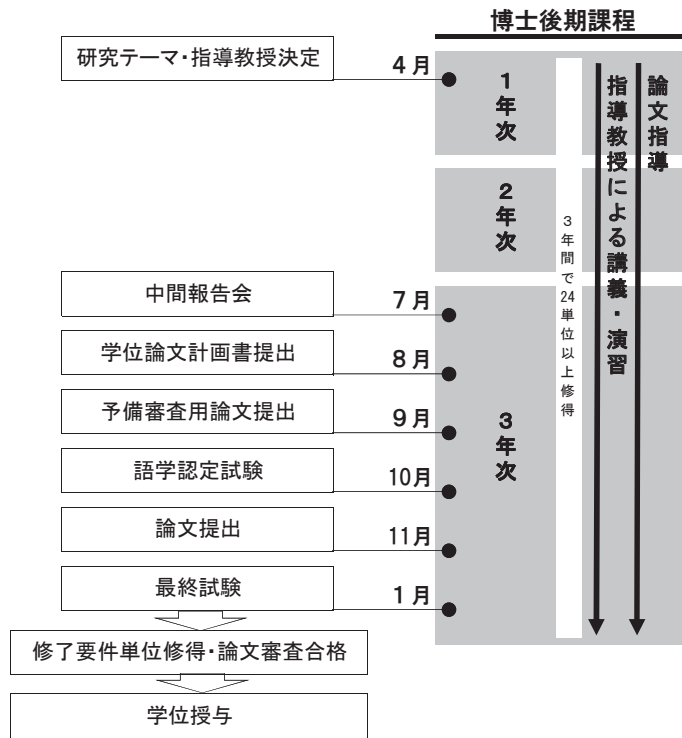 博士後期課程
研究テーマ・指導教授決定
4月
1年次
2年次
3年次
3年間で24単位以上修得
指導教授による講義・演習
論文指導
中間報告会
7月
学位論文計画書提出
8月
予備審査用論文提出
9月
語学認定試験
10月
論文提出
11月
最終試験
1月
修了要件単位修得・論文審査合格
学位授与